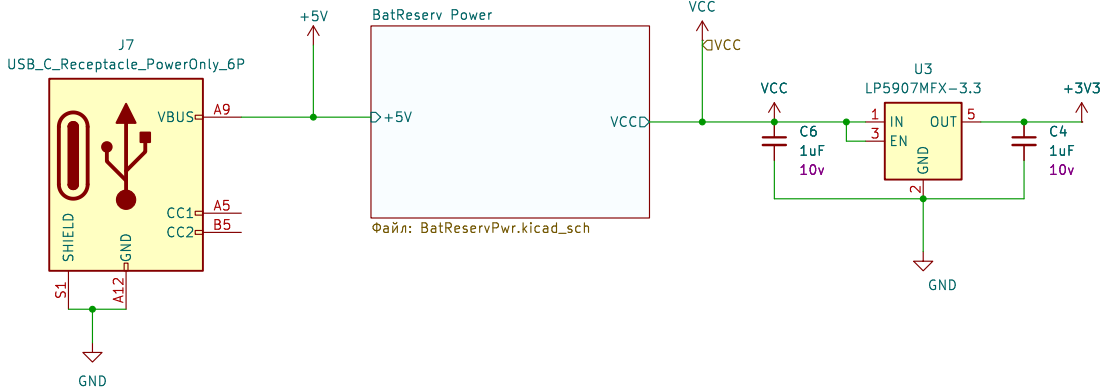 J7
USB_C_Receptacle_PowerOnly_6P
VBUS
A9
CC1
A5
CC2
B5
SHIELD
GND
S1
A12
GND
+5V
BatReserv Power
+5V
VCC
Файл: BatReservPwr.kicad_sch
VCC
VCC
VCC
C6
1uF
10v
U3
LP5907MFX-3.3
1
IN
OUT
5
3
EN
GND
2
GND
+3V3
C4
1uF
10v